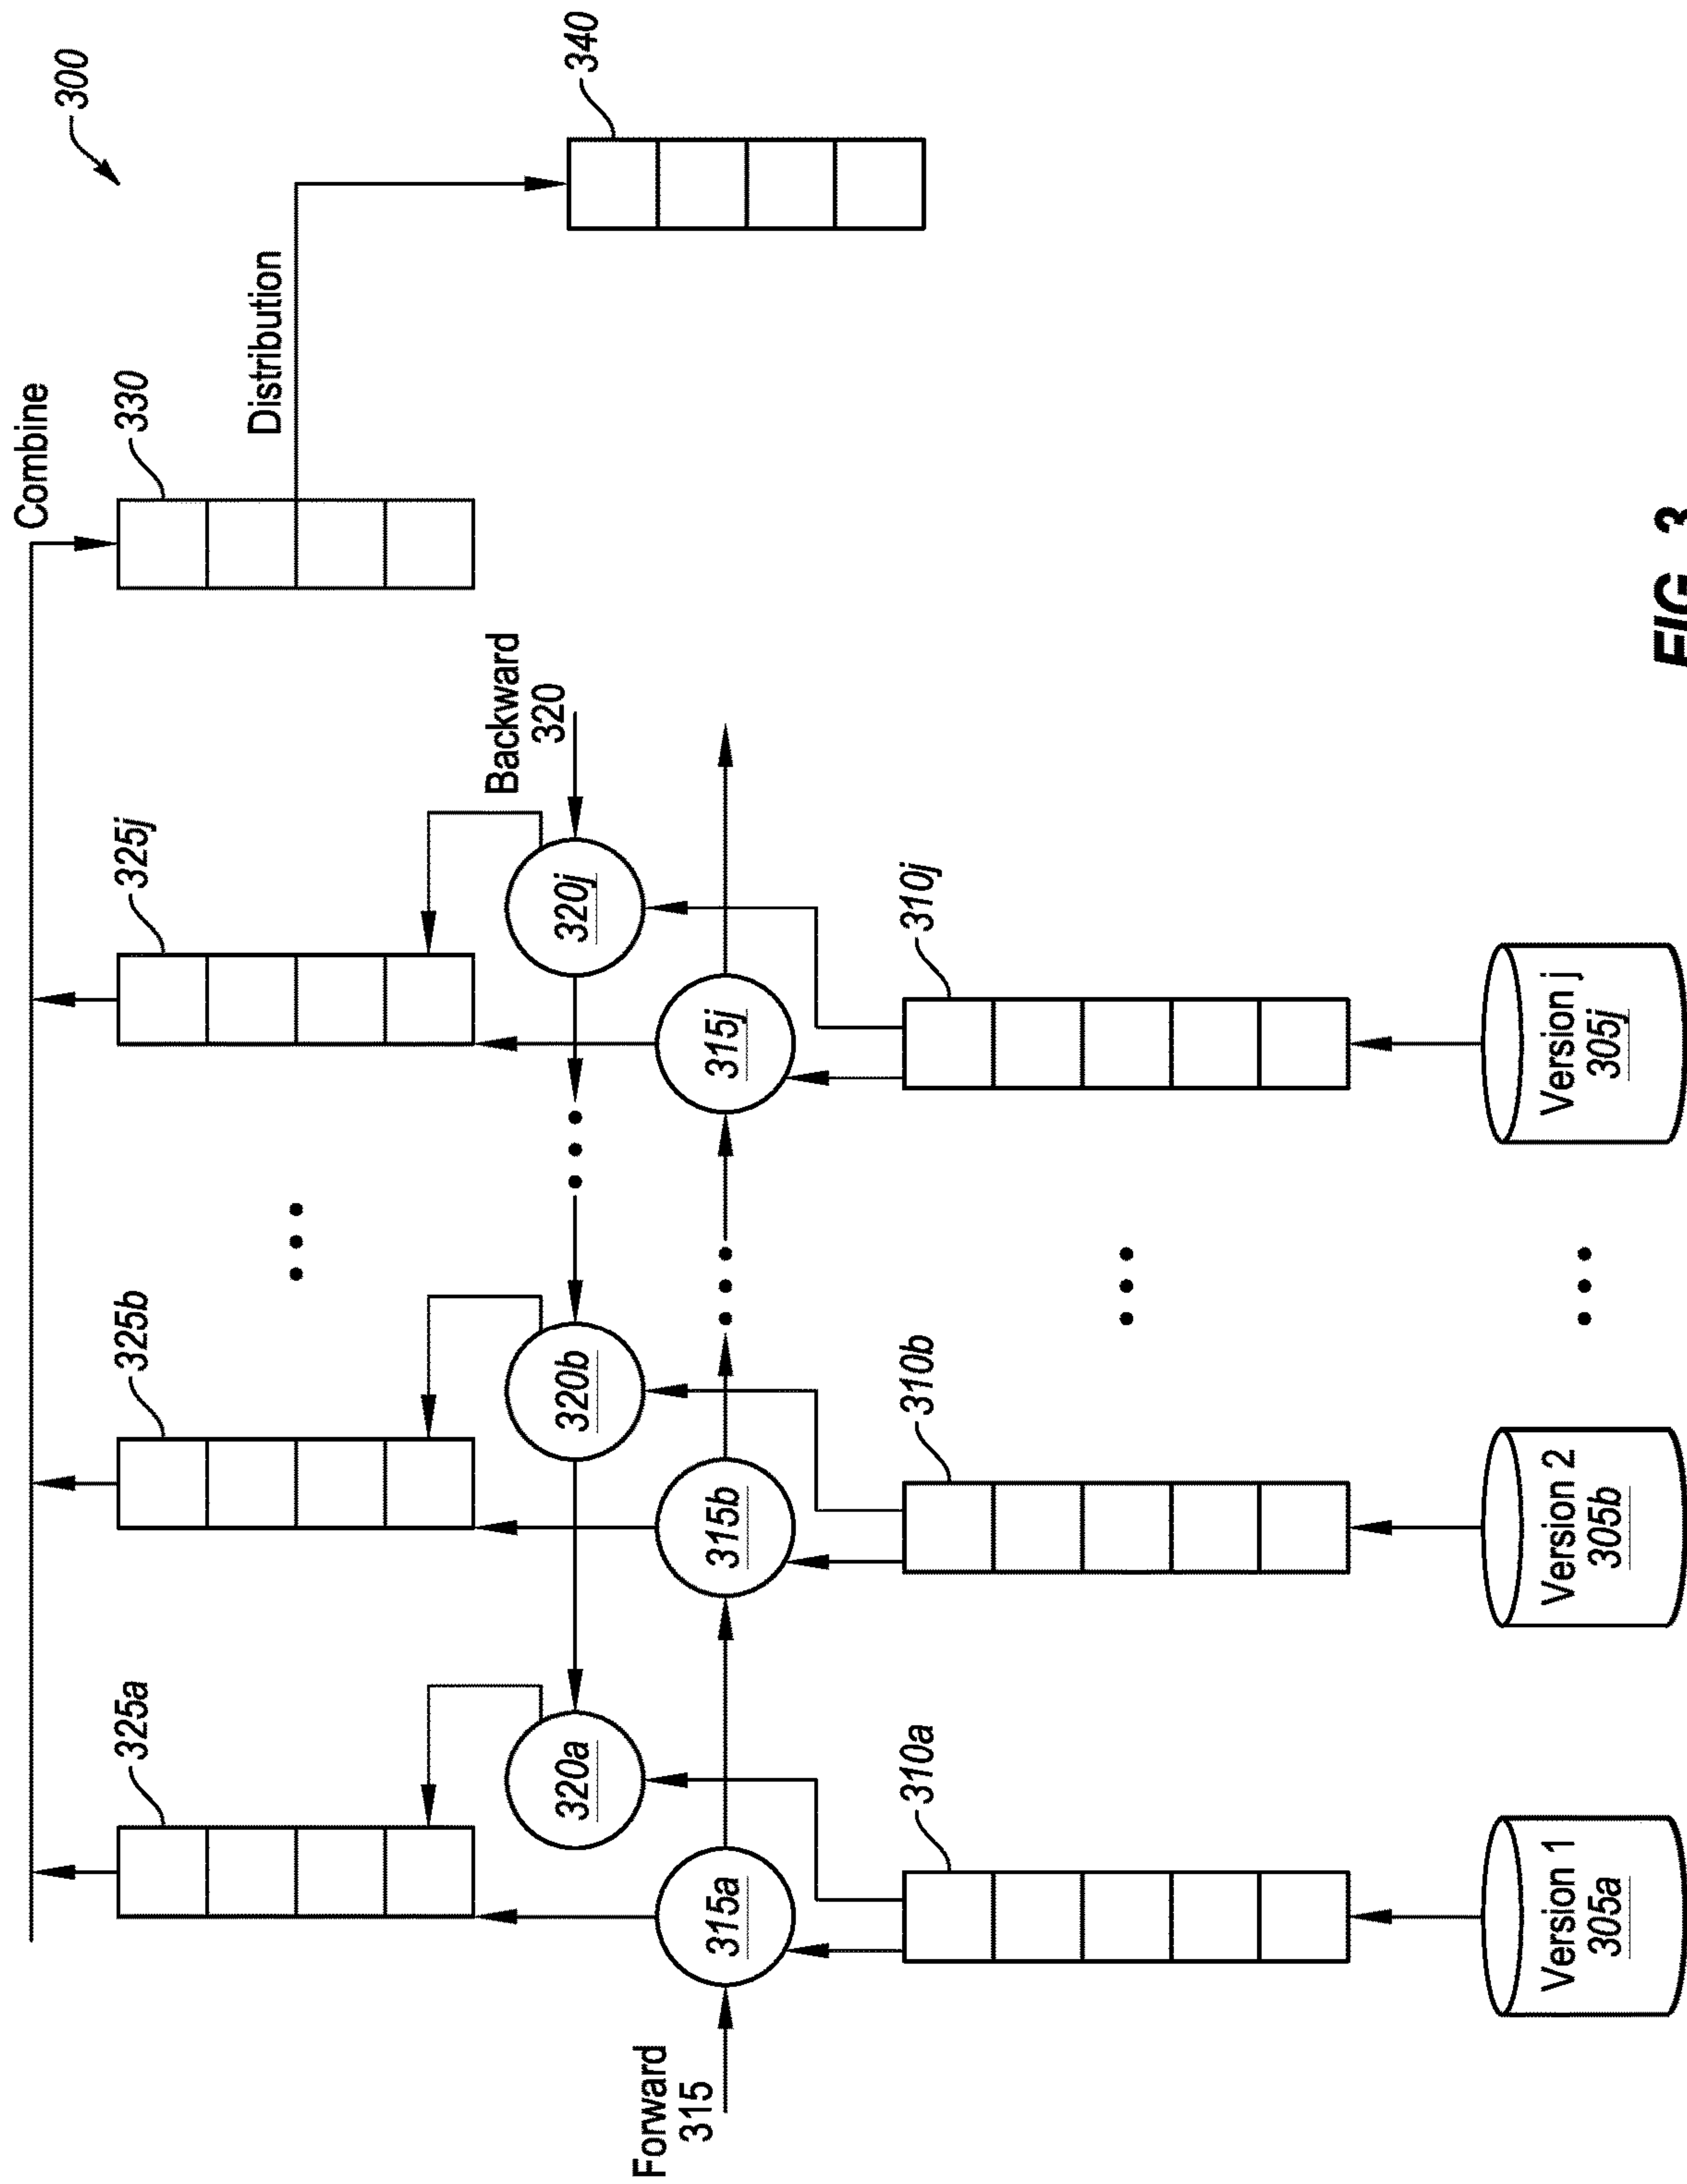 300
Combine
325a
325b
325j
330
Distribution
340
Backward
320
320a
320b
320j
Forward
315
315a
315b
315j
310a
310b
310j
Version 1
305a
Version 2
305b
Version j
305j
FIG. 3